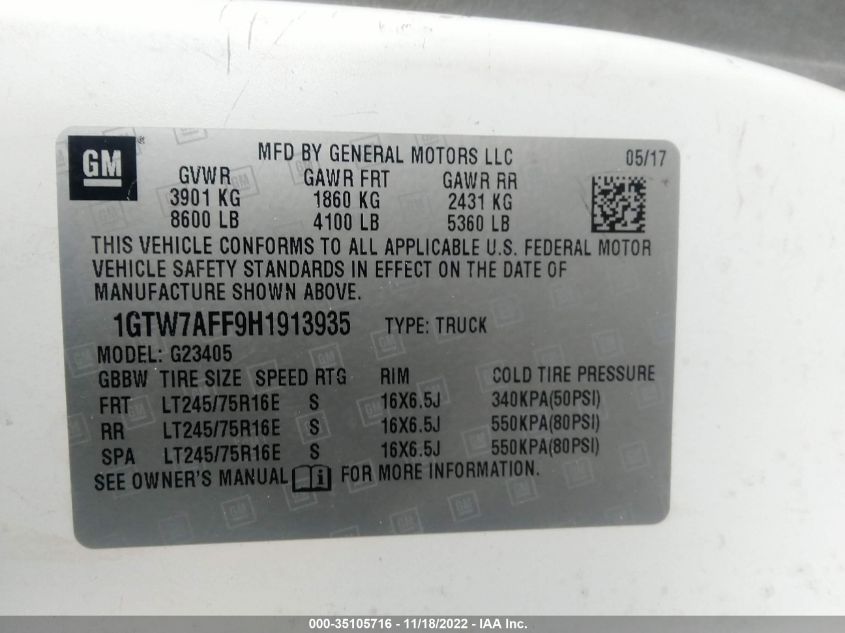 GM
MFD BY GENERAL MOTORS LLC 05/17
GVWR GAWR FRT GAWR RR
3901 KG 1860 KG 2431 KG
8600 LB 4100 LB 5360 LB
THIS VEHICLE CONFORMS TO ALL APPLICABLE U.S. FEDERAL MOTOR
VEHICLE SAFETY STANDARDS IN EFFECT ON THE DATE OF
MANUFACTURE SHOWN ABOVE.
1GTW7AFF9H1913935 TYPE: TRUCK
MODEL: G23405
GBBW TIRE SIZE SPEED RTG RIM COLD TIRE PRESSURE
FRT LT245/75R16E S 16X6.5J 340KPA(50PSI)
RR LT245/75R16E S 16X6.5J 550KPA(80PSI)
SPA LT245/75R16E S 16X6.5J 550KPA(80PSI)
SEE OWNER'S MANUAL FOR MORE INFORMATION.
000-35105716 - 11/18/2022 - IAA Inc.